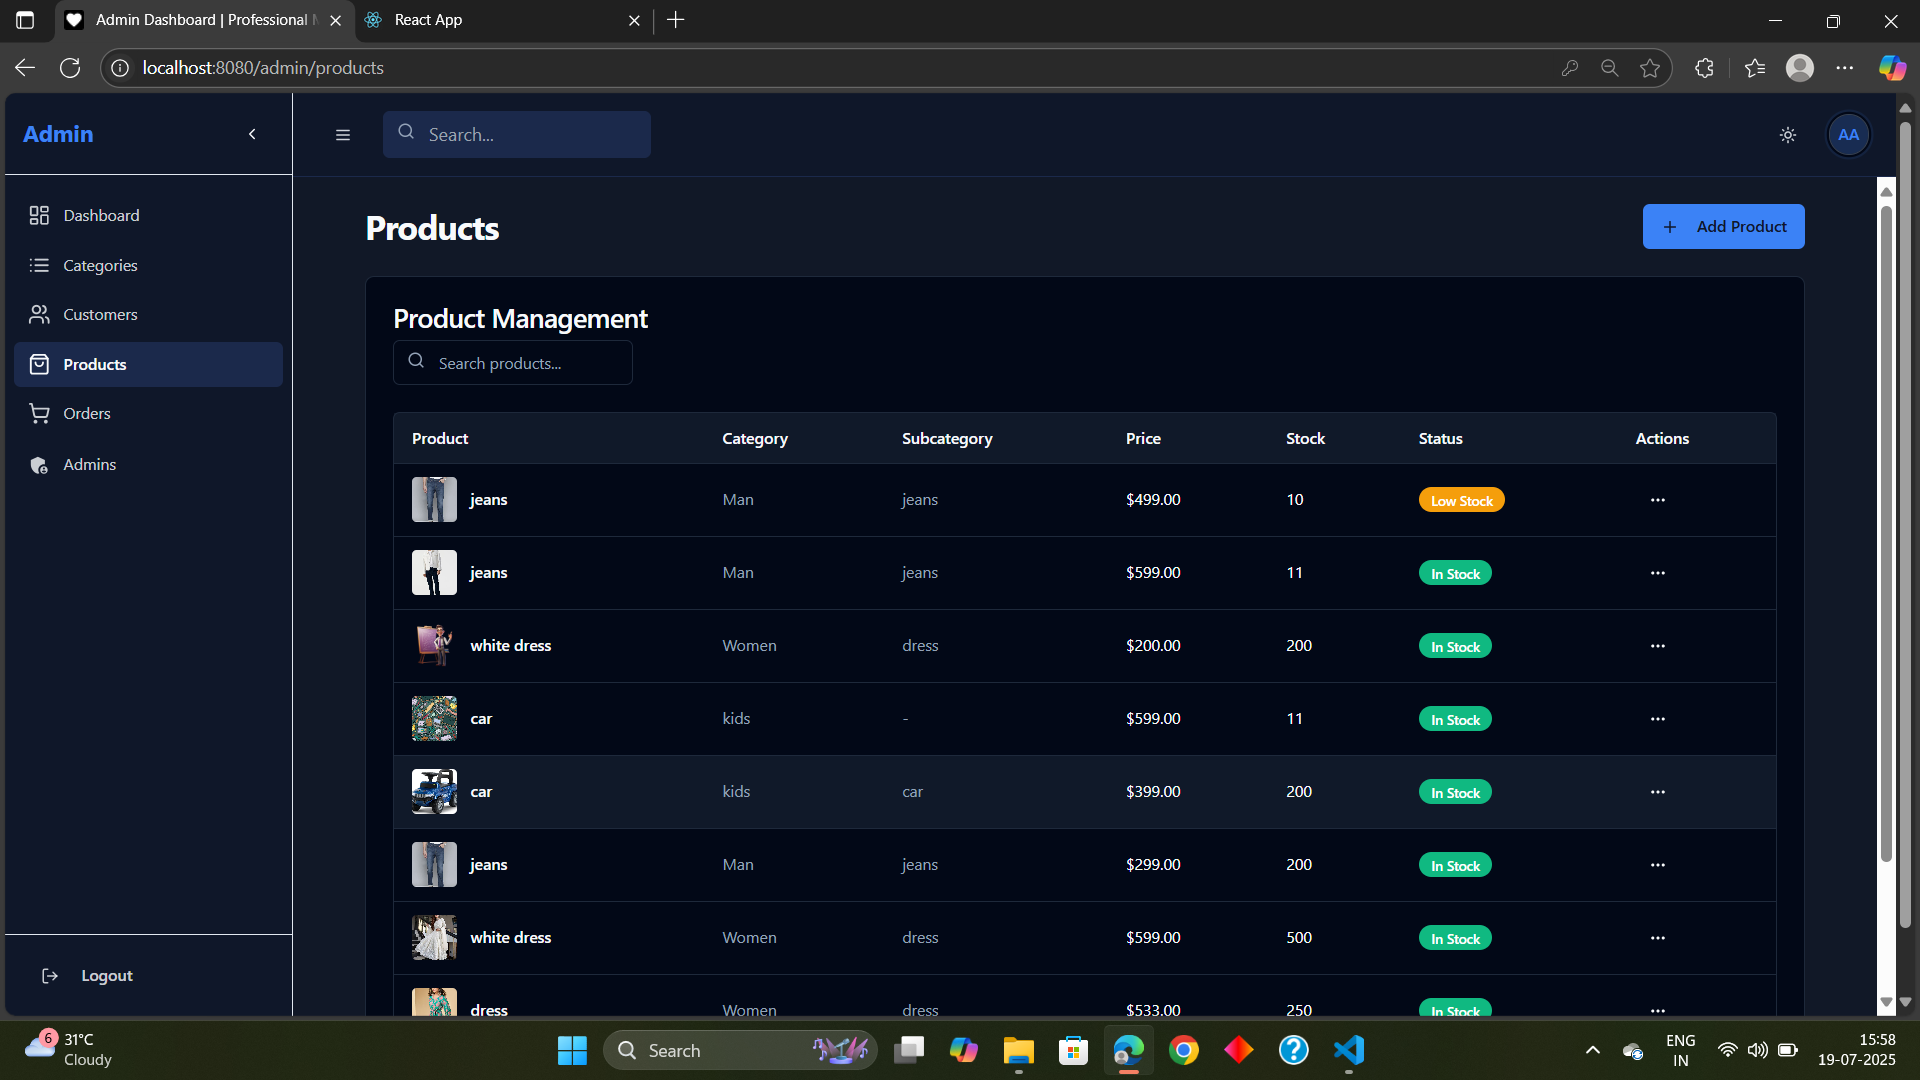 Admin Dashboard | Professional
React App
localhost:8080/admin/products
Admin
Search...
AA
Dashboard
Categories
Customers
Products
Orders
Admins
Logout
Products
Add Product
Product Management
Search products...
Product Category Subcategory Price Stock Status Actions
jeans Man jeans $499.00 10 Low Stock
jeans Man jeans $599.00 11 In Stock
white dress Women dress $200.00 200 In Stock
car kids - $599.00 11 In Stock
car kids car $399.00 200 In Stock
jeans Man jeans $299.00 200 In Stock
white dress Women dress $599.00 500 In Stock
dress Women dress $533.00 250 In Stock
6
31°C
Cloudy
Search
ENG
IN
15:58
19-07-2025